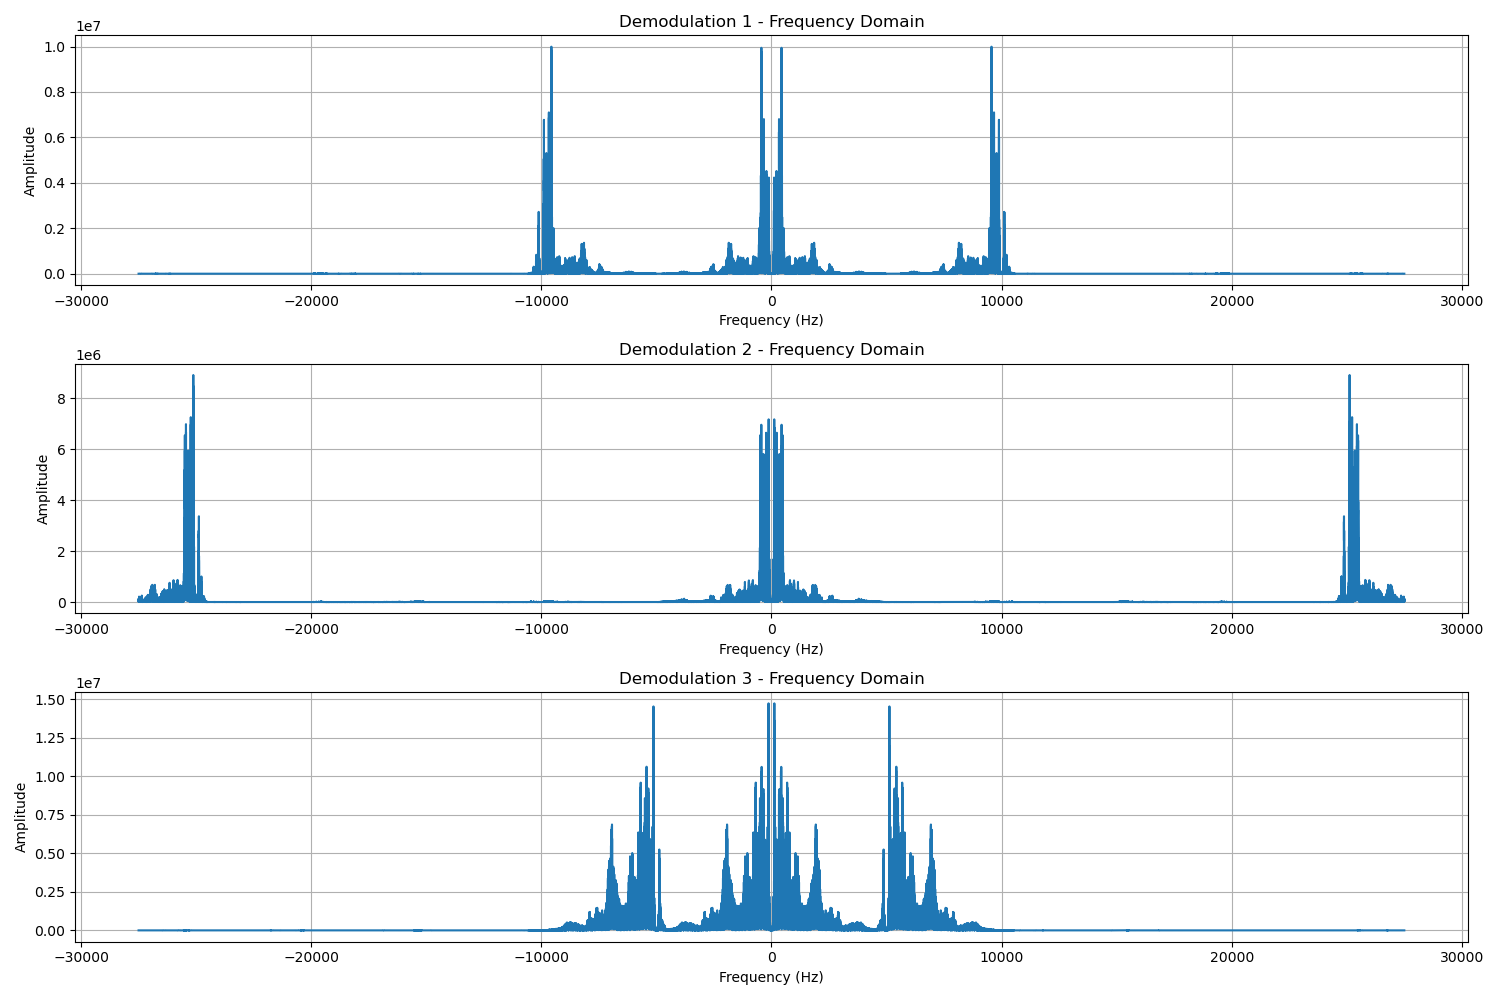 Demodulation 1 - Frequency Domain
1e7
1.0
0.8
0.6
0.4
0.2
0.0
Amplitude
−30000 −20000 −10000 0 10000 20000 30000
Frequency (Hz)
Demodulation 2 - Frequency Domain
1e6
8
6
4
2
0
Amplitude
−30000 −20000 −10000 0 10000 20000 30000
Frequency (Hz)
Demodulation 3 - Frequency Domain
1e7
1.50
1.25
1.00
0.75
0.50
0.25
0.00
Amplitude
−30000 −20000 −10000 0 10000 20000 30000
Frequency (Hz)